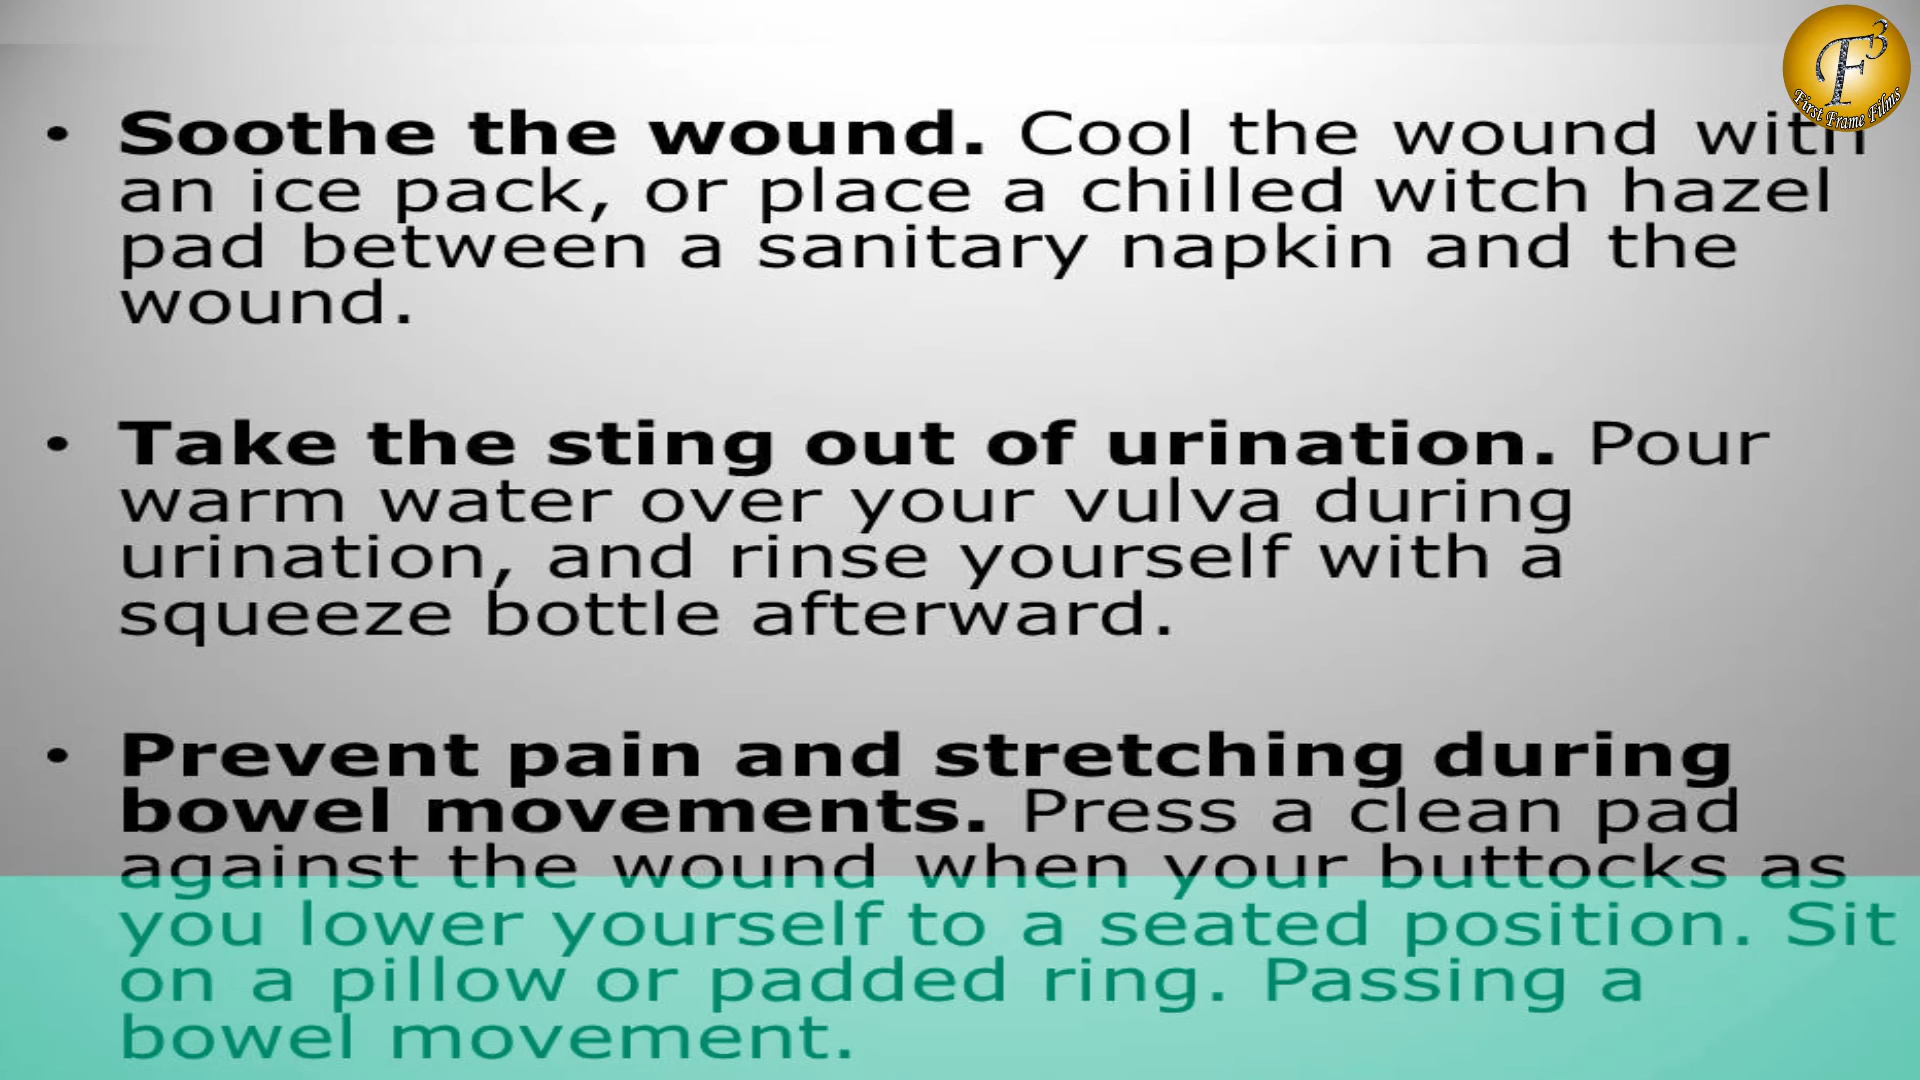 F3
First Frame Films
• Soothe the wound. Cool the wound with
an ice pack, or place a chilled witch hazel
pad between a sanitary napkin and the
wound.
• Take the sting out of urination. Pour
warm water over your vulva during
urination, and rinse yourself with a
squeeze bottle afterward.
• Prevent pain and stretching during
bowel movements. Press a clean pad
against the wound when your buttocks as
you lower yourself to a seated position. Sit
on a pillow or padded ring. Passing a
bowel movement.